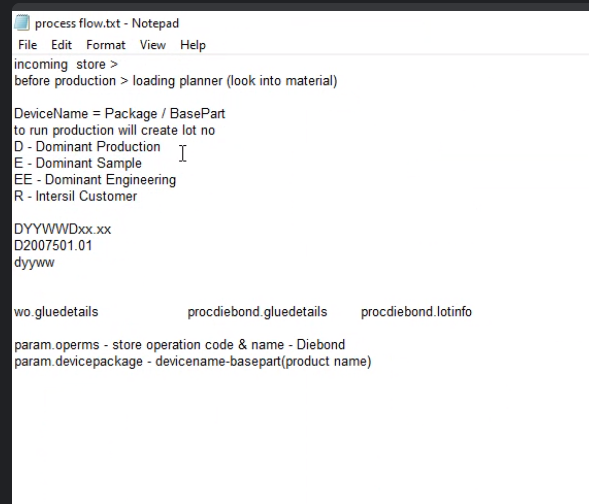 process flow.txt - Notepad
File Edit Format View Help
incoming  store >
before production > loading planner (look into material)
DeviceName = Package / BasePart
to run production will create lot no
D - Dominant Production
E - Dominant Sample
EE - Dominant Engineering
R - Intersil Customer
DYYWWDxx.xx
D2007501.01
dyyww
wo.gluedetails procdiebond.gluedetails procdiebond.lotinfo
param.operms - store operation code & name - Diebond
param.devicepackage - devicename-basepart(product name)